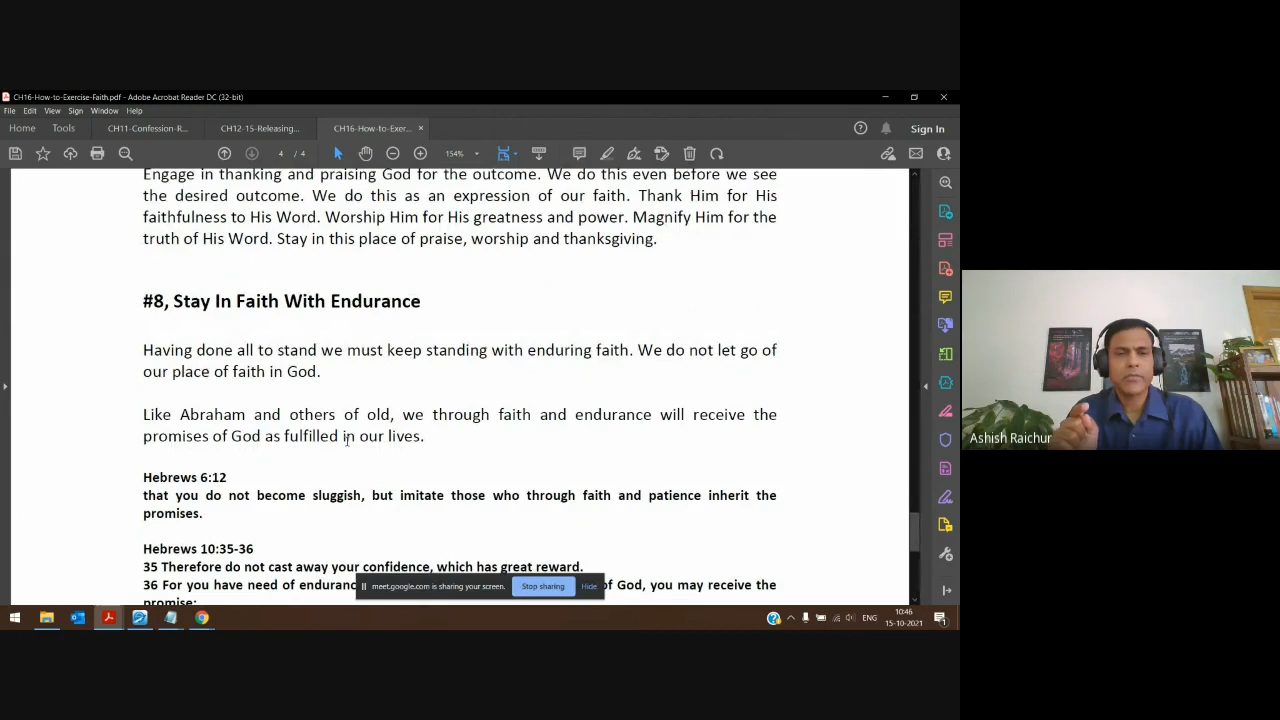 CH16-How-to-Exercise-Faith.pdf - Adobe Acrobat Reader DC (32-bit)
File Edit View Sign Window Help
Home Tools CH11-Confession-R... CH12-15-Releasing... CH16-How-to-Exer... × Sign In
4 / 4 154%
Engage in thanking and praising God for the outcome. We do this even before we see
the desired outcome. We do this as an expression of our faith. Thank Him for His
faithfulness to His Word. Worship Him for His greatness and power. Magnify Him for the
truth of His Word. Stay in this place of praise, worship and thanksgiving.
#8, Stay In Faith With Endurance
Having done all to stand we must keep standing with enduring faith. We do not let go of
our place of faith in God.
Like Abraham and others of old, we through faith and endurance will receive the
promises of God as fulfilled in our lives.
Hebrews 6:12
that you do not become sluggish, but imitate those who through faith and patience inherit the
promises.
Hebrews 10:35-36
35 Therefore do not cast away your confidence, which has great reward.
36 For you have need of of God, you may receive the
promise:
meet.google.com is sharing your screen. Stop sharing Hide
Ashish Raichur
ENG
10:46
15-10-2021